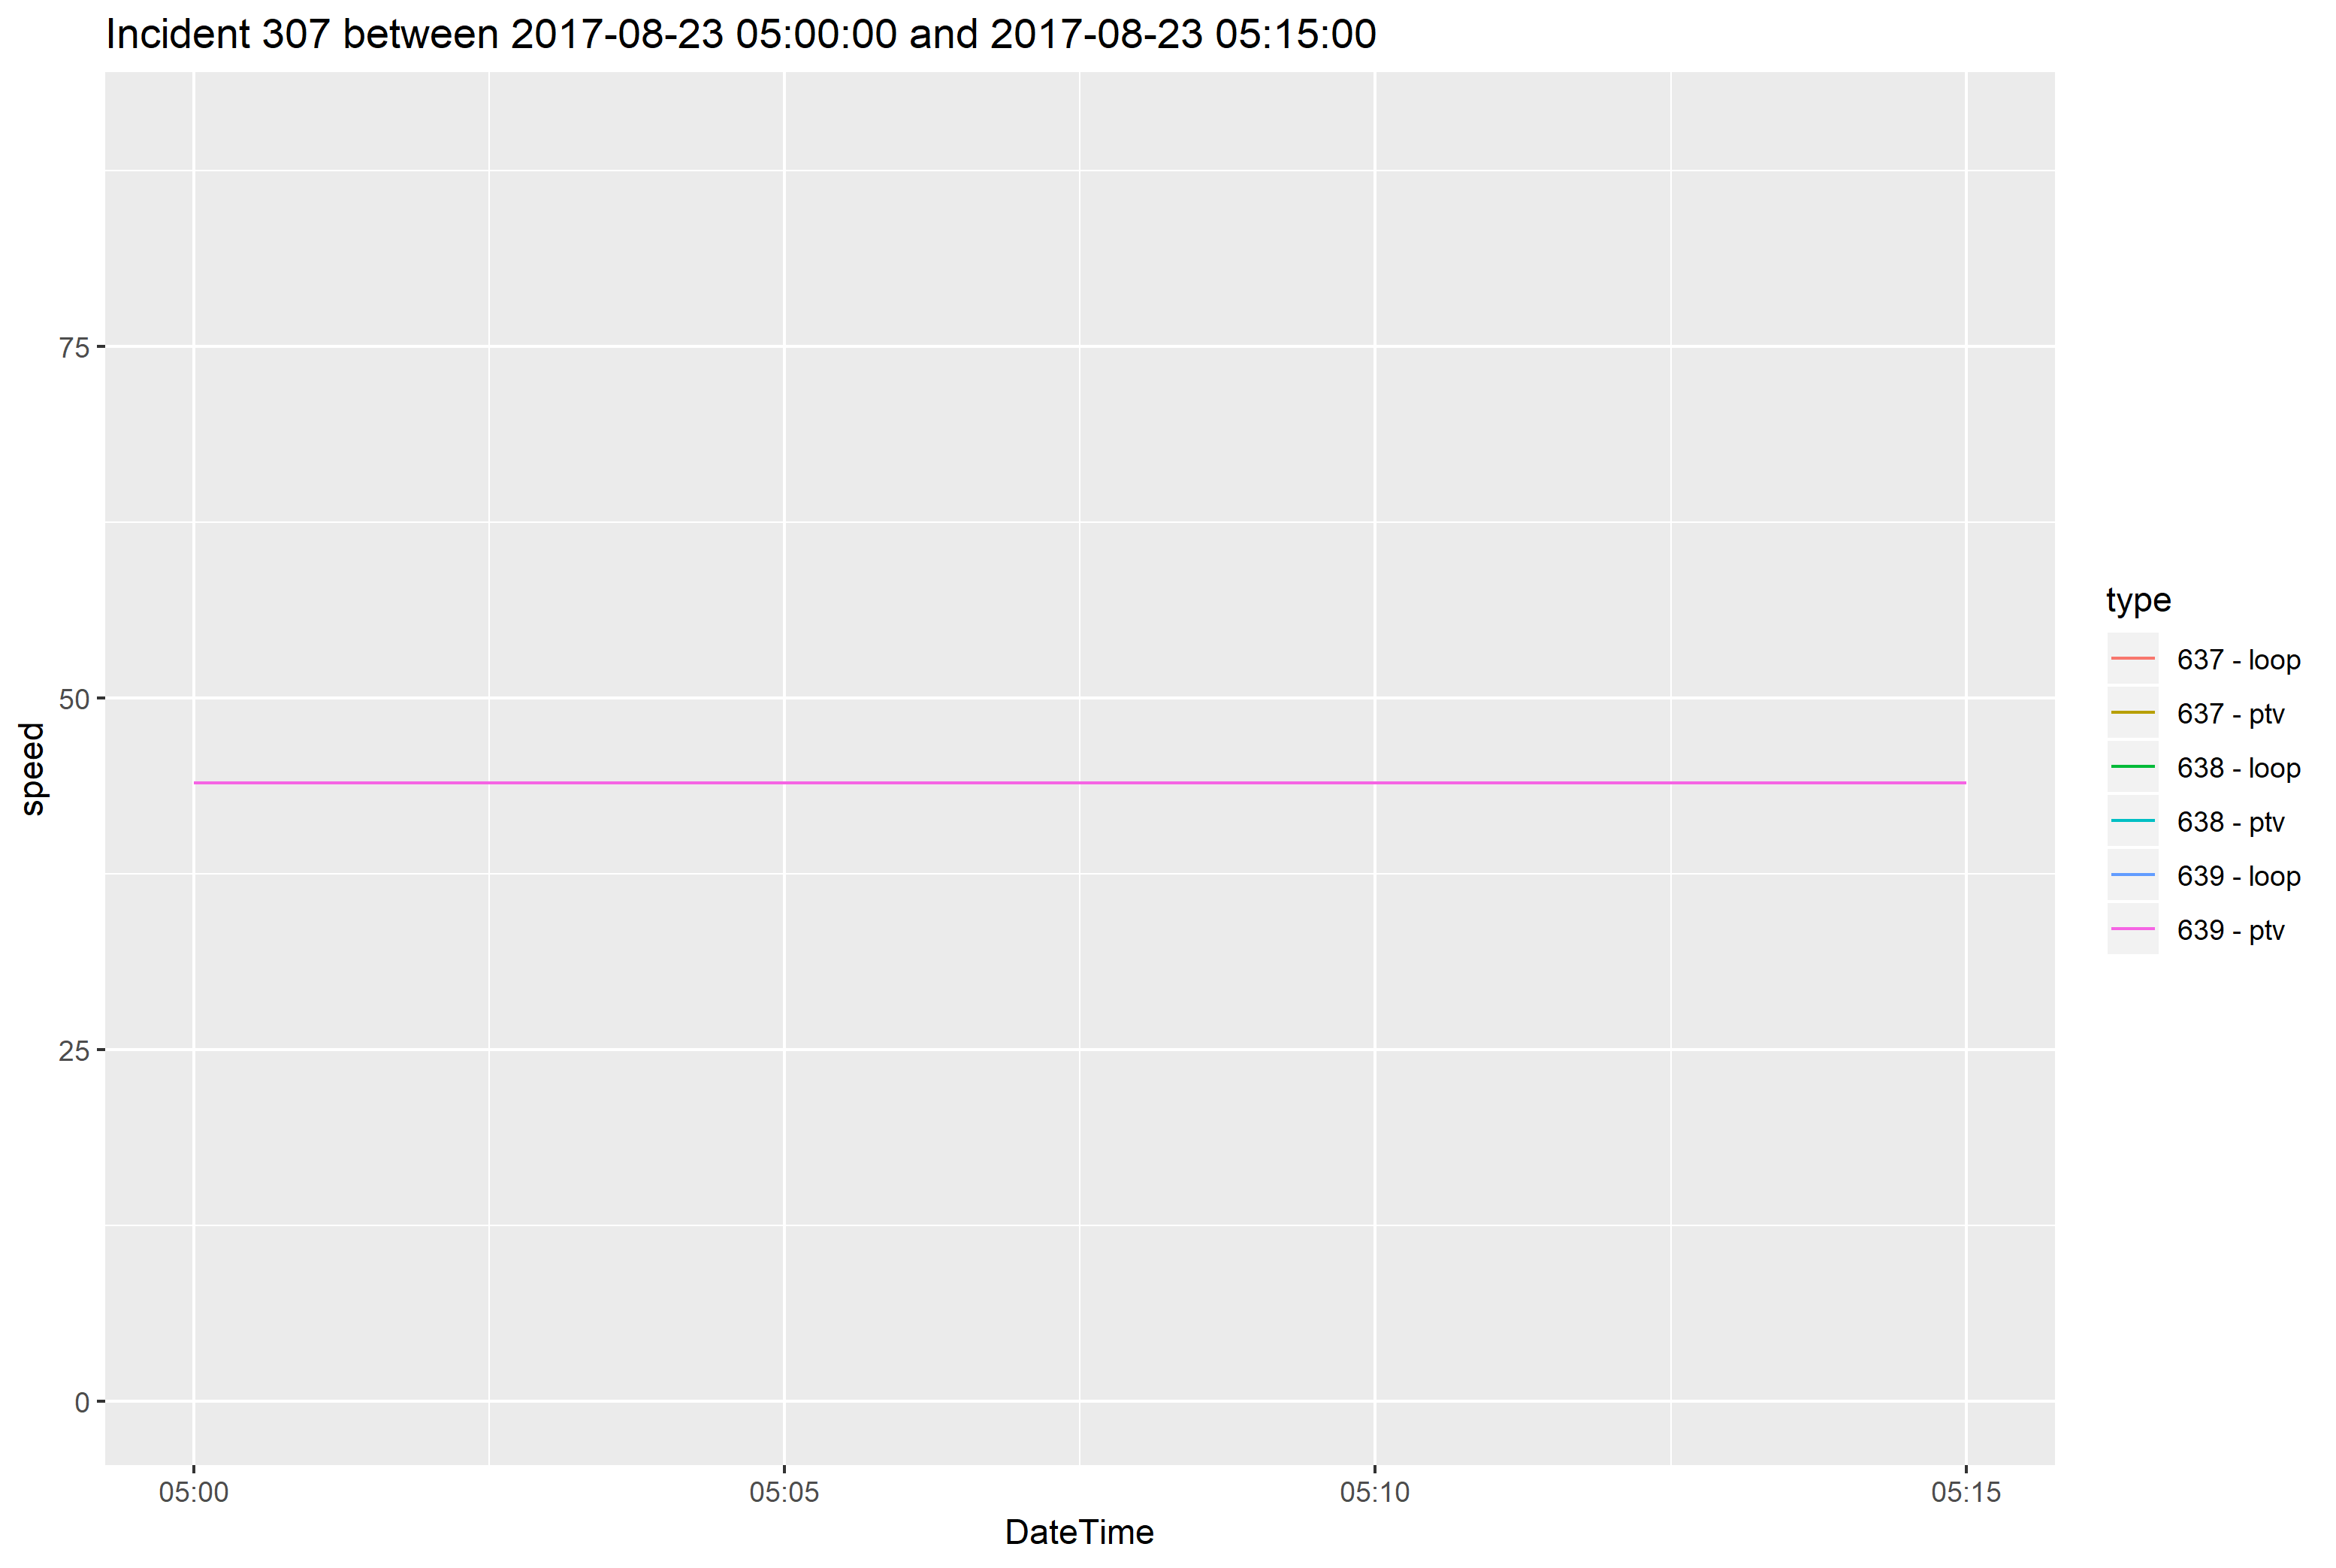 Incident 307 between 2017-08-23 05:00:00 and 2017-08-23 05:15:00
75
50
25
0
speed
05:00 05:05 05:10 05:15
DateTime
type
637 - loop
637 - ptv
638 - loop
638 - ptv
639 - loop
639 - ptv